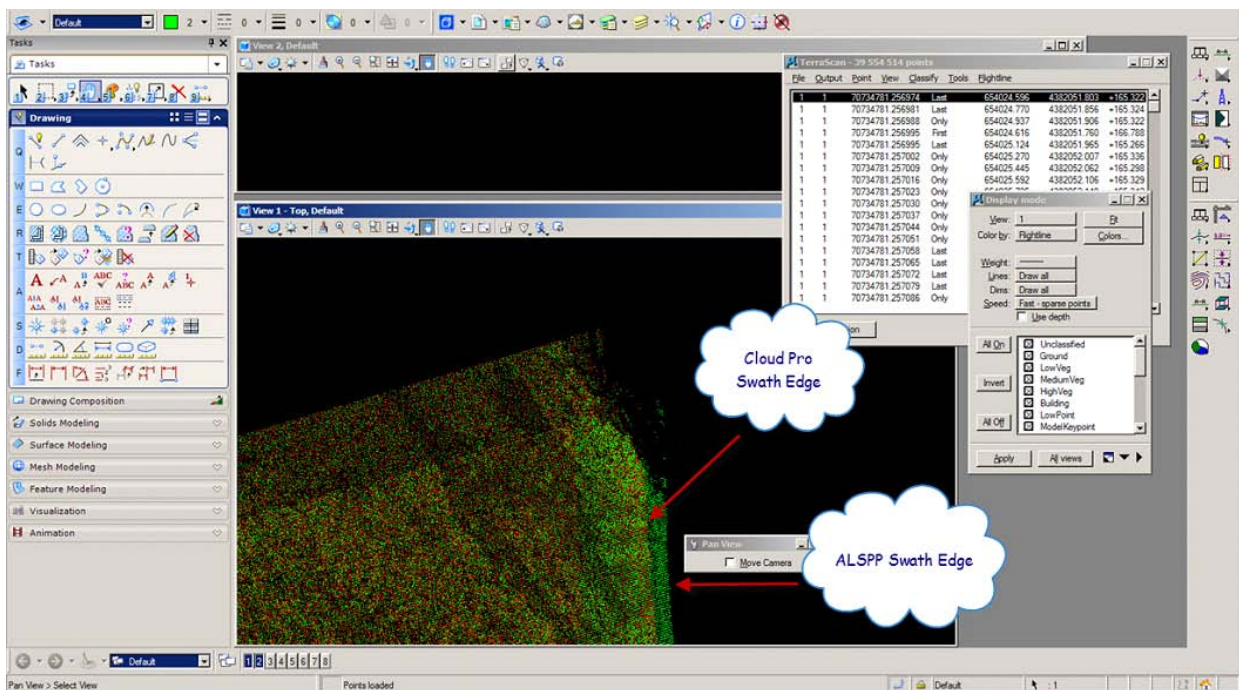 Default
2
0
0
0
0
Tasks
Tasks
Drawing
Q
W
E
R
T
A
S
D
F
Drawing Composition
Solids Modeling
Surface Modeling
Mesh Modeling
Feature Modeling
Visualization
Animation
View 2, Default
View 1 - Top, Default
TerraScan - 39 554 514 points
File Output Point View Classify Tools Flightline
1 1 70734781.256974 Last 654024.596 4382051.803 +165.322
1 1 70734781.256981 Last 654024.770 4382051.856 +165.324
1 1 70734781.256988 Only 654024.937 4382051.906 +165.322
1 1 70734781.256995 First 654024.616 4382051.760 +166.788
1 1 70734781.256995 Last 654025.124 4382051.965 +165.266
1 1 70734781.257002 Only 654025.270 4382052.007 +165.336
1 1 70734781.257009 Only 654025.445 4382052.062 +165.298
1 1 70734781.257016 Only 654025.592 4382052.106 +165.329
1 1 70734781.257023 Only
1 1 70734781.257030 Only
1 1 70734781.257037 Only
1 1 70734781.257044 Only
1 1 70734781.257051 Only
1 1 70734781.257058 Last
1 1 70734781.257065 Last
1 1 70734781.257072 Last
1 1 70734781.257079 Last
1 1 70734781.257086 Only
Display mode
View: 1 Fit
Color by: Flightline Colors...
Weight:
Lines: Draw all
Dims: Draw all
Speed: Fast - sparse points
Use depth
All On
Invert
All Off
Unclassified
Ground
LowVeg
MediumVeg
HighVeg
Building
LowPoint
ModelKeypoint
Apply All views
Cloud Pro
Swath Edge
Pan View
Move Camera
ALSPP Swath Edge
Default
1 2 3 4 5 6 7 8
Pan View > Select View
Points loaded
Default
: 1